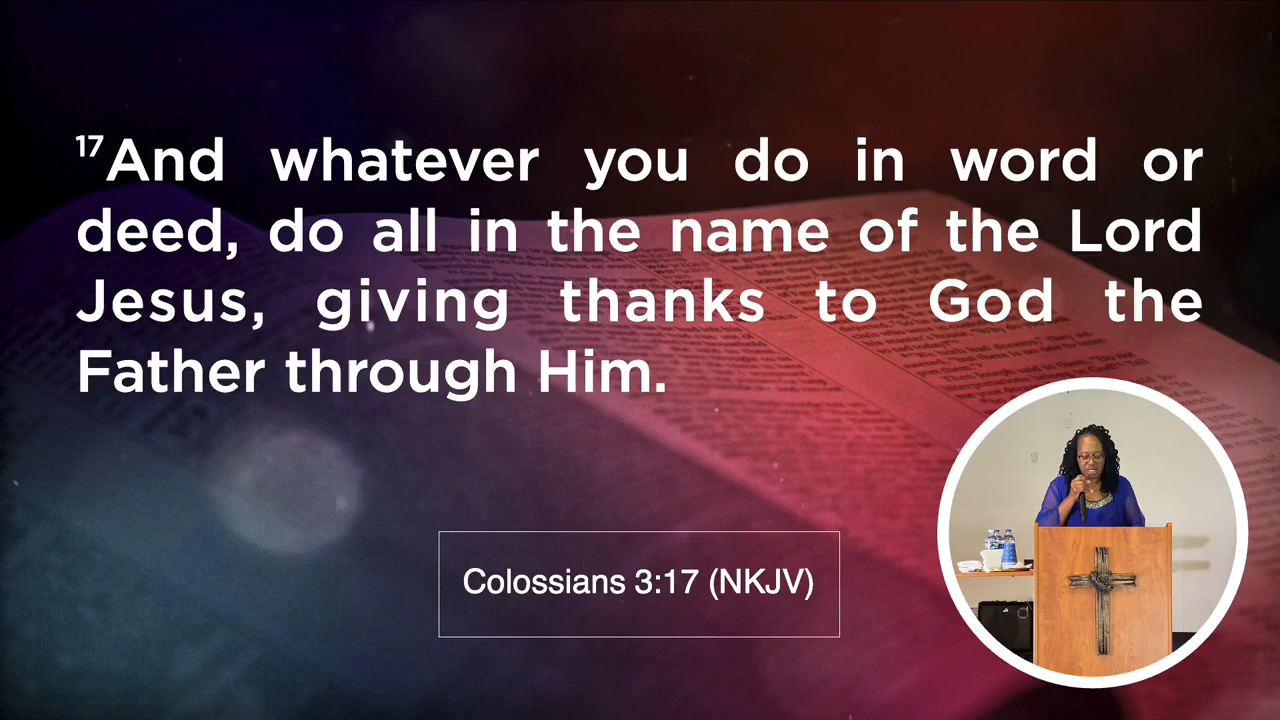 17And whatever you do in word or
deed, do all in the name of the Lord
Jesus, giving thanks to God the
Father through Him.
Colossians 3:17 (NKJV)